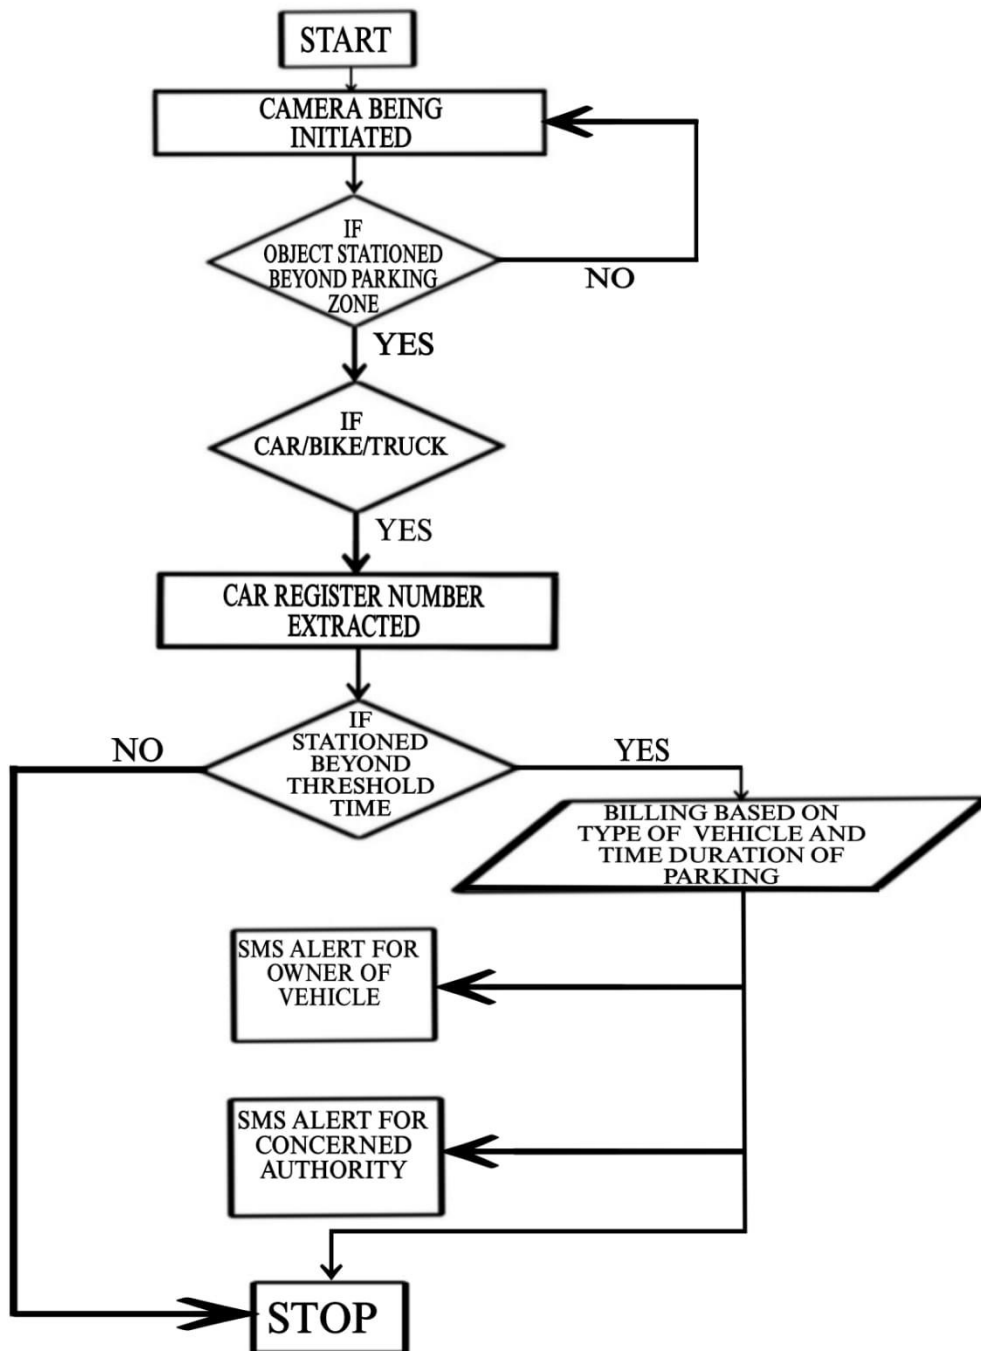 START
CAMERA BEING
INITIATED
IF
OBJECT STATIONED
BEYOND PARKING
ZONE
NO
YES
IF
CAR/BIKE/TRUCK
YES
CAR REGISTER NUMBER
EXTRACTED
IF
STATIONED
BEYOND
THRESHOLD
TIME
NO
YES
BILLING BASED ON
TYPE OF VEHICLE AND
TIME DURATION OF
PARKING
SMS ALERT FOR
OWNER OF
VEHICLE
SMS ALERT FOR
CONCERNED
AUTHORITY
STOP